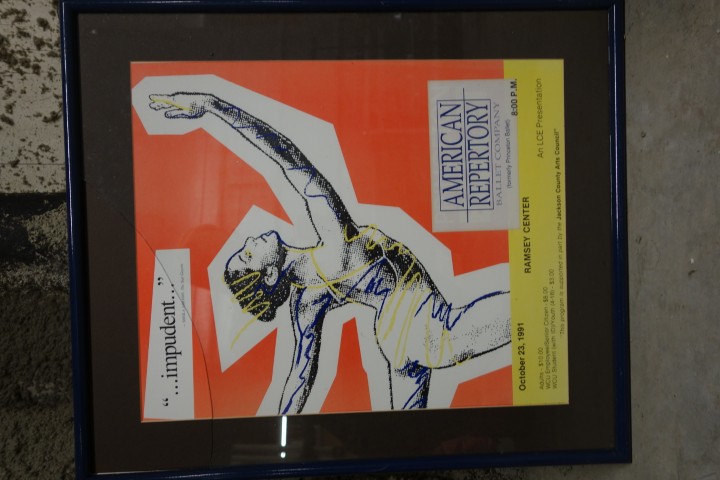 “...impudent...”
AMERICAN
REPERTORY
BALLET COMPANY
(formerly Princeton Ballet)
October 23, 1991
8:00 P.M.
RAMSEY CENTER
Adults - $10.00
An LCE Presentation
WCU Employee/Senior Citizen - $8.00
WCU Student (with ID)/Youth (4-18) - $3.00
"This program is supported in part by the Jackson County Arts Council"